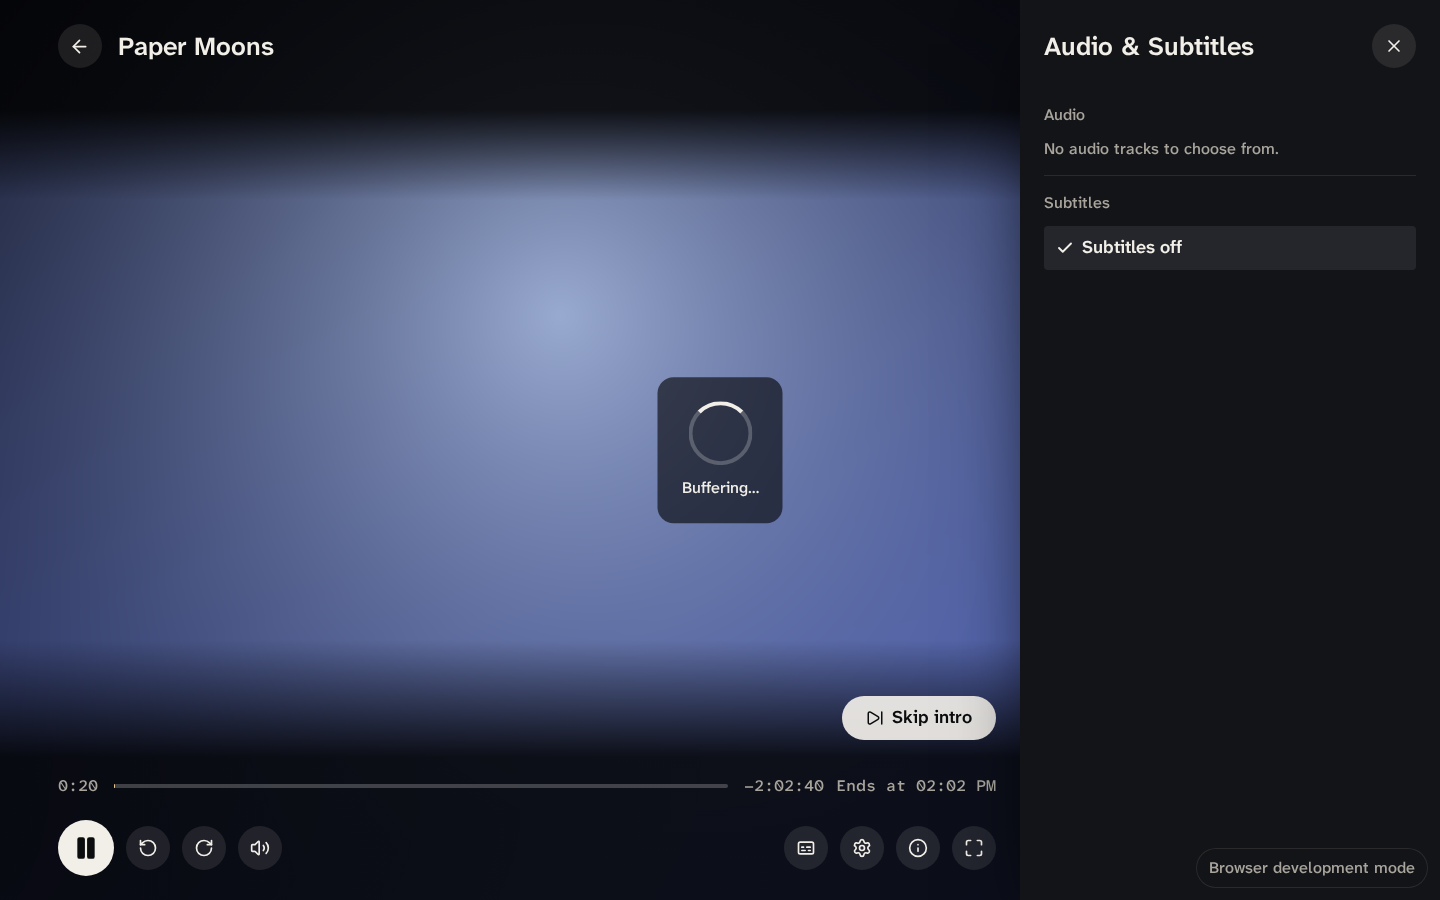 Paper Moons
Audio & Subtitles
Audio
No audio tracks to choose from.
Subtitles
Subtitles off
Buffering...
Skip intro
0:20
−2:02:40 Ends at 02:02 PM
Browser development mode